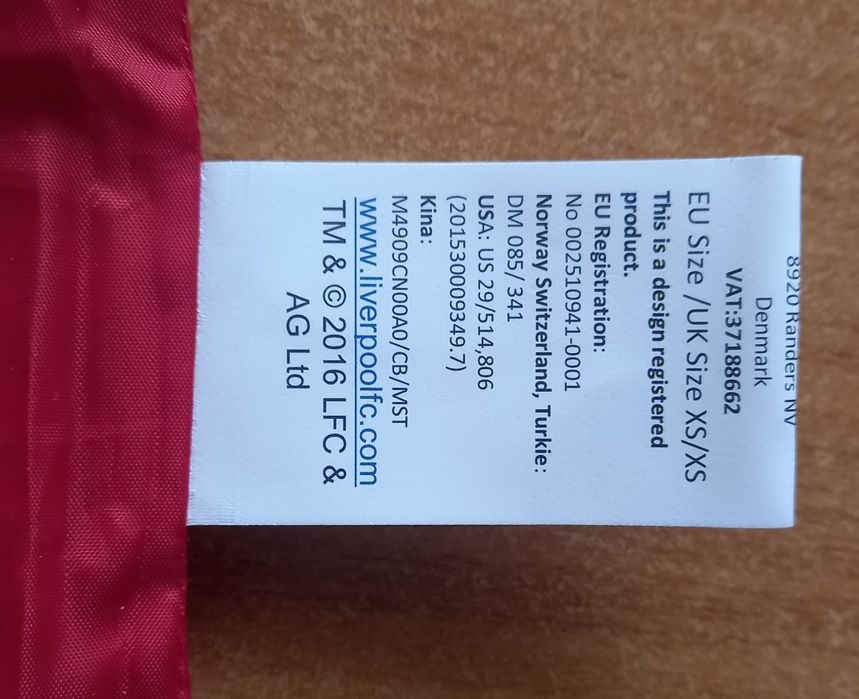 8920 Randers NV
Denmark
VAT:37188662
EU Size /UK Size XS/XS
This is a design registered
product.
EU Registration:
No 002510941-0001
Norway Switzerland, Turkie:
DM 085/ 341
USA: US 29/514,806
(201530009349.7)
Kina:
M4909CN00A0/CB/MST
www.liverpoolfc.com
TM & © 2016 LFC &
AG Ltd